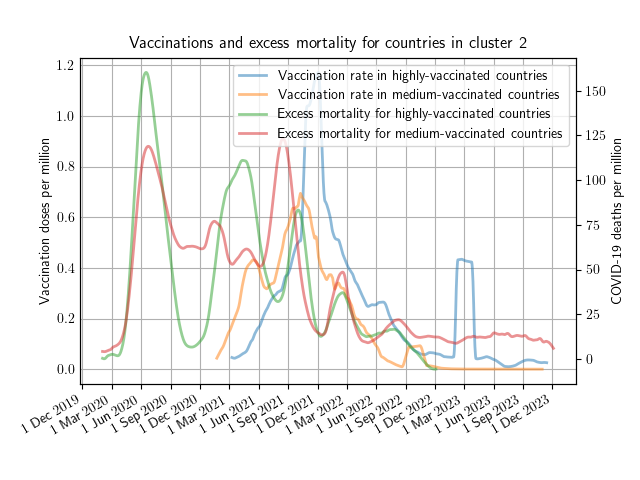 Vaccinations and excess mortality for countries in cluster 2
Vaccination rate in highly-vaccinated countries
Vaccination rate in medium-vaccinated countries
Excess mortality for highly-vaccinated countries
Excess mortality for medium-vaccinated countries
Vaccination doses per million
1.2
1.0
0.8
0.6
0.4
0.2
0.0
COVID-19 deaths per million
150
125
100
75
50
25
0
1 Dec 2019
1 Mar 2020
1 Jun 2020
1 Sep 2020
1 Dec 2020
1 Mar 2021
1 Jun 2021
1 Sep 2021
1 Dec 2021
1 Mar 2022
1 Jun 2022
1 Sep 2022
1 Dec 2022
1 Mar 2023
1 Jun 2023
1 Sep 2023
1 Dec 2023